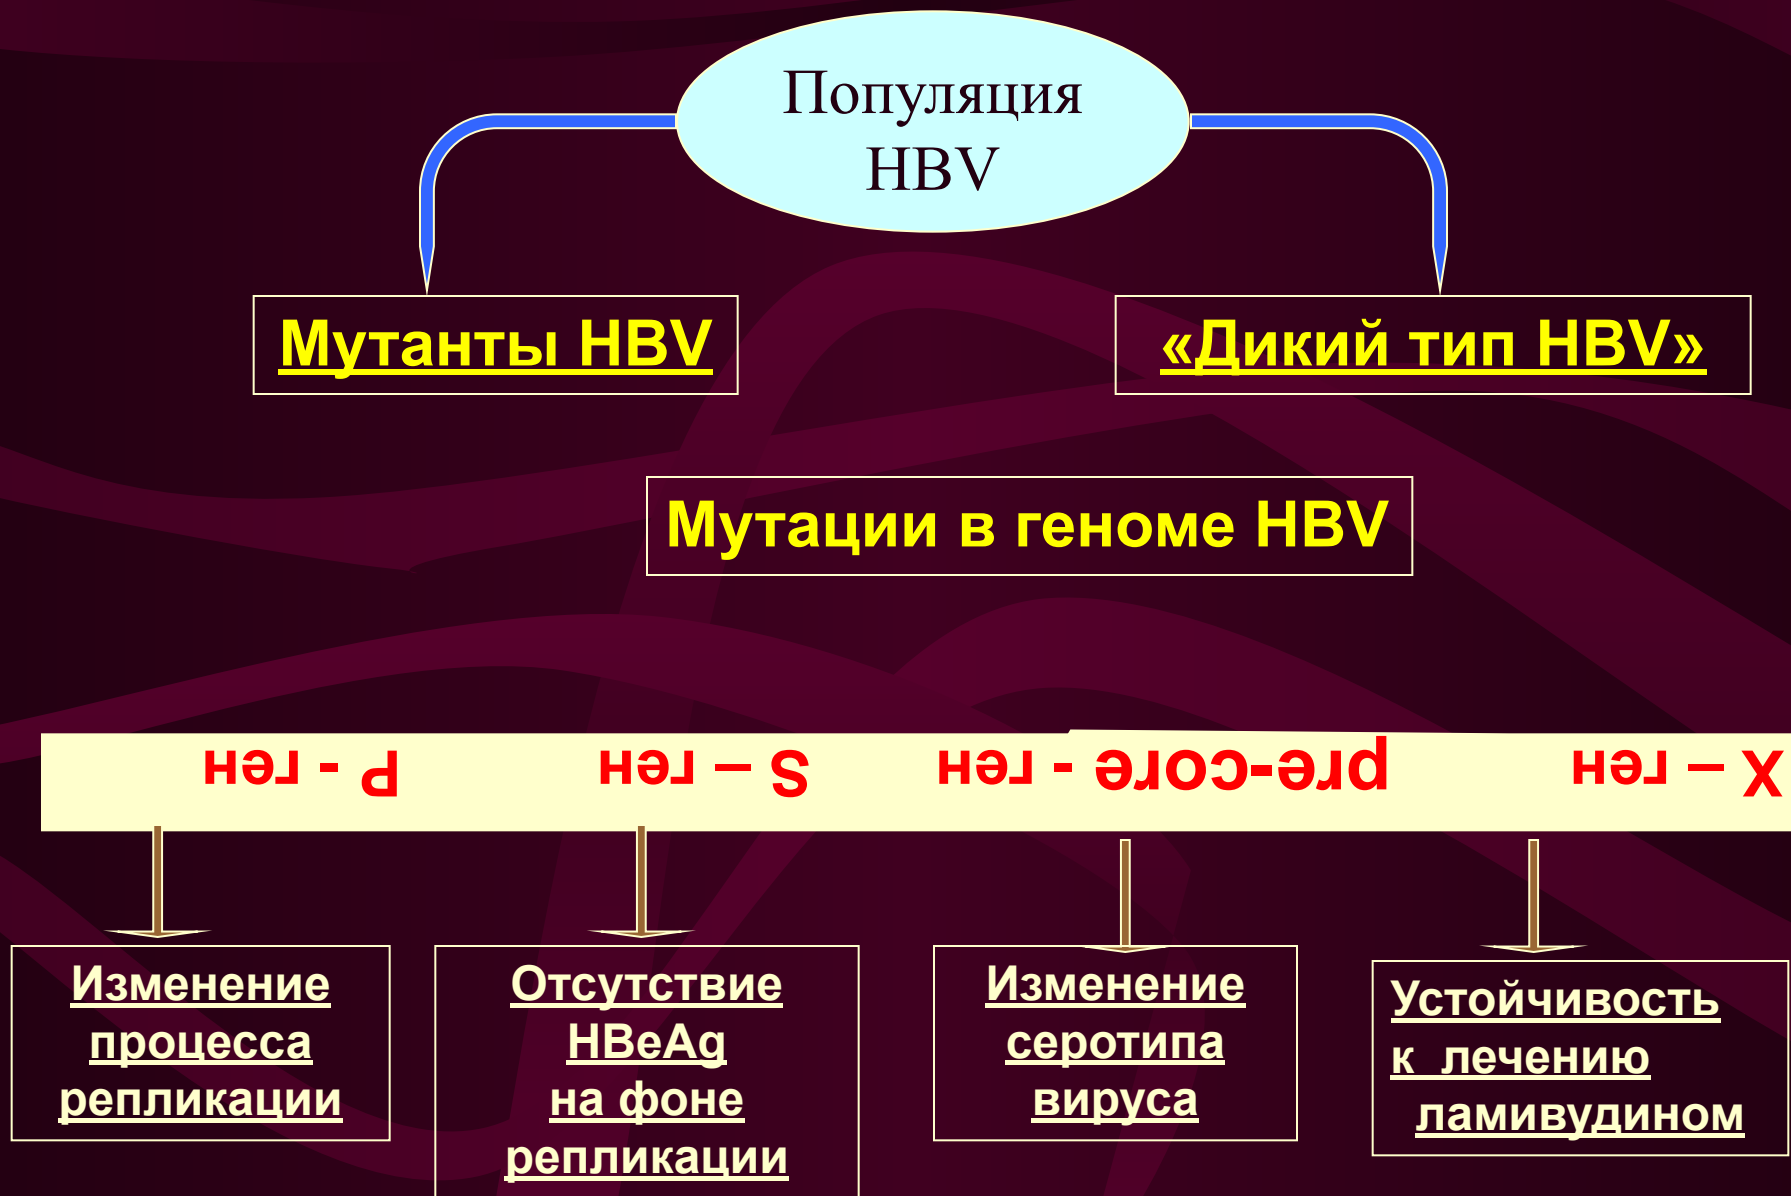 Популяция
HBV
Мутанты HBV
«Дикий тип HBV»
Мутации в геноме HBV
P - ген
S – ген
pre-core - ген
X – ген
Изменение
процесса
репликации
Отсутствие
HBeAg
на фоне
репликации
Изменение
серотипа
вируса
Устойчивость
к лечению
ламивудином